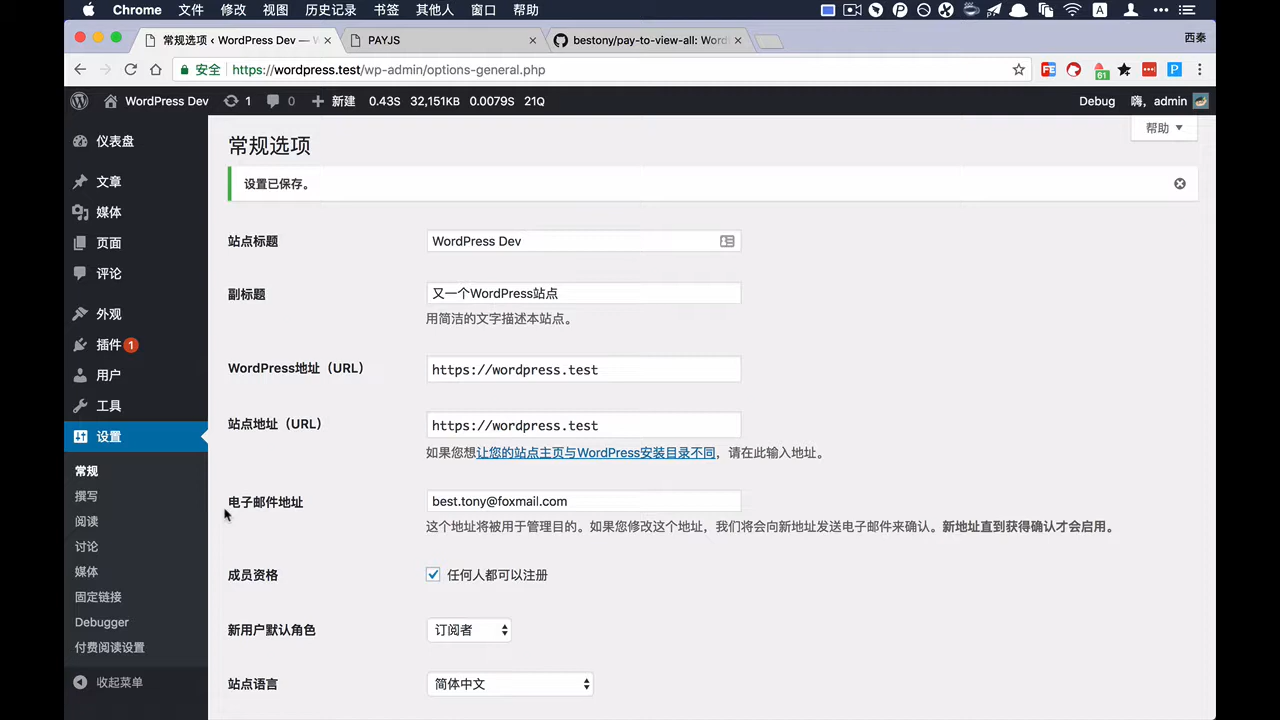 Chrome 文件 修改 视图 历史记录 书签 其他人 窗口 帮助
常规选项 ‹ WordPress Dev — W
PAYJS
bestony/pay-to-view-all: Word
西秦
安全 https://wordpress.test/wp-admin/options-general.php
61
WordPress Dev 1 0 新建 0.43S 32,151KB 0.0079S 21Q Debug 嗨，admin
仪表盘
文章
媒体
页面
评论
外观
插件 1
用户
工具
设置
常规
撰写
阅读
讨论
媒体
固定链接
Debugger
付费阅读设置
收起菜单
帮助
常规选项
设置已保存。
站点标题 WordPress Dev
副标题 又一个WordPress站点
用简洁的文字描述本站点。
WordPress地址（URL） https://wordpress.test
站点地址（URL） https://wordpress.test
如果您想让您的站点主页与WordPress安装目录不同，请在此输入地址。
电子邮件地址 best.tony@foxmail.com
这个地址将被用于管理目的。如果您修改这个地址，我们将会向新地址发送电子邮件来确认。新地址直到获得确认才会启用。
成员资格 任何人都可以注册
新用户默认角色 订阅者
站点语言 简体中文